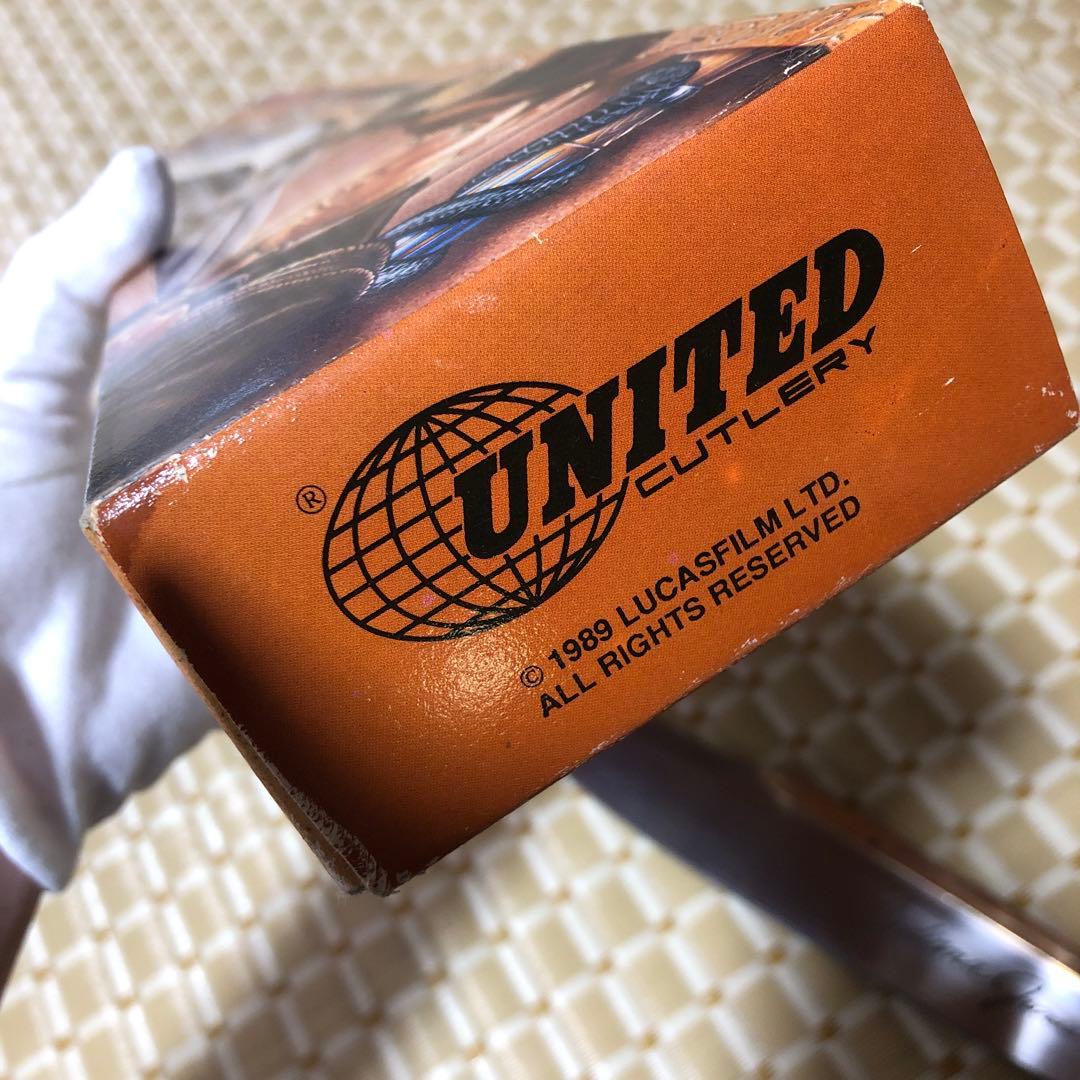 ®
UNITED
CUTLERY
© 1989 LUCASFILM LTD.
ALL RIGHTS RESERVED